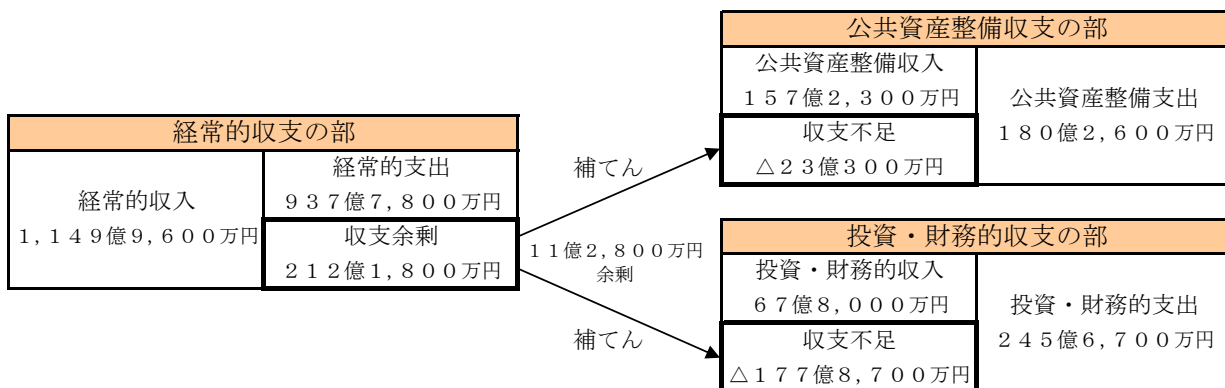 経常的収支の部
経常的収入
１,１４９億９,６００万円
経常的支出
９３７億７,８００万円
収支余剰
２１２億１,８００万円
補てん
１１億２,８００万円
余剰
補てん
公共資産整備収支の部
公共資産整備収入
１５７億２,３００万円
収支不足
△２３億３００万円
公共資産整備支出
１８０億２,６００万円
投資・財務的収支の部
投資・財務的収入
６７億８,０００万円
収支不足
△１７７億８,７００万円
投資・財務的支出
２４５億６,７００万円